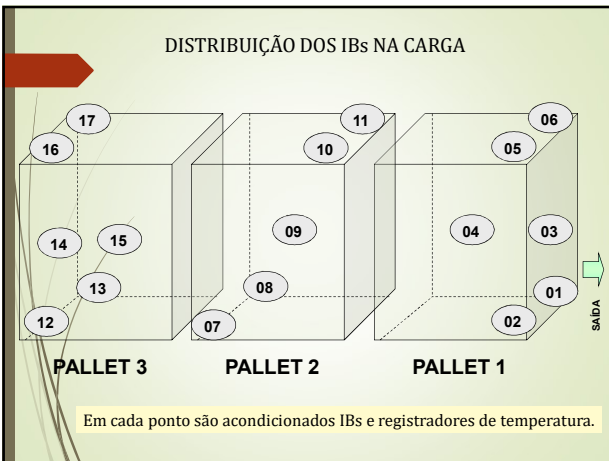 DISTRIBUIÇÃO DOS IBs NA CARGA
17
16
14
15
13
12
11
10
09
08
07
06
05
04
03
01
02
SAÍDA
PALLET 3
PALLET 2
PALLET 1
Em cada ponto são acondicionados IBs e registradores de temperatura.